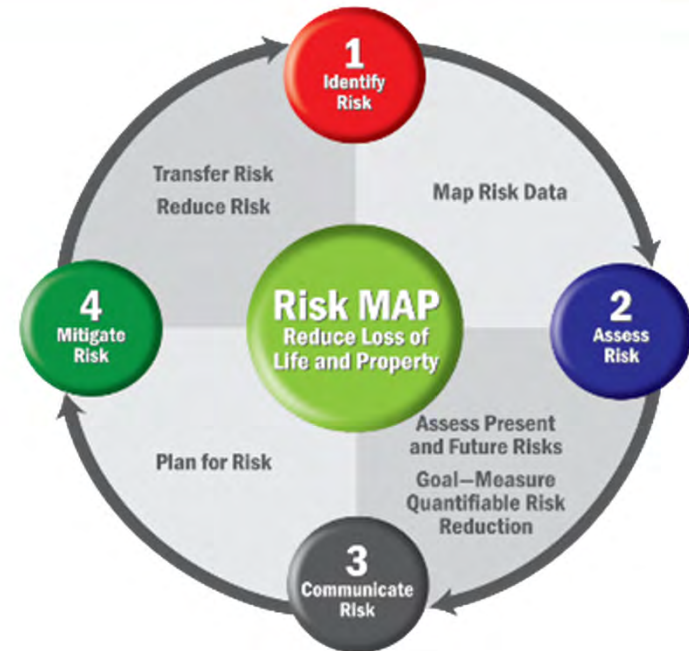 1
Identify
Risk
Transfer Risk
Reduce Risk
Map Risk Data
4
Mitigate
Risk
Risk MAP
Reduce Loss of
Life and Property
2
Assess
Risk
Plan for Risk
Assess Present
and Future Risks
Goal—Measure
Quantifiable Risk
Reduction
3
Communicate
Risk